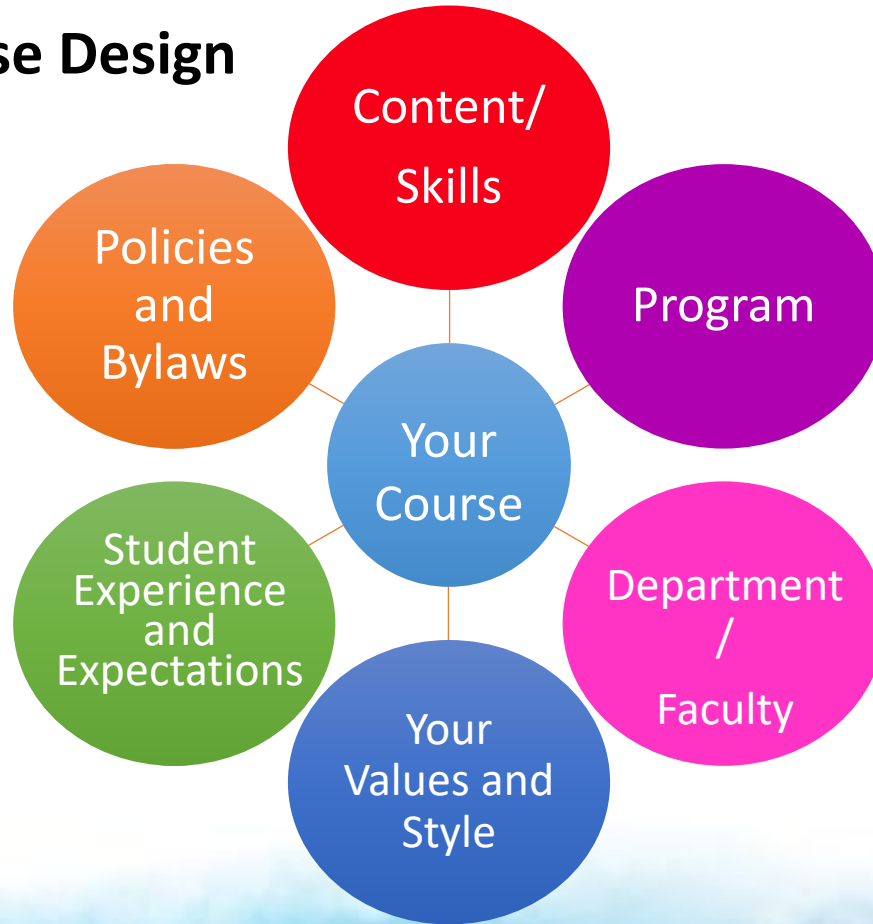 se Design
Content/
Skills
Policies
and
Bylaws
Program
Your
Course
Student
Experience
and
Expectations
Department
/
Faculty
Your
Values and
Style